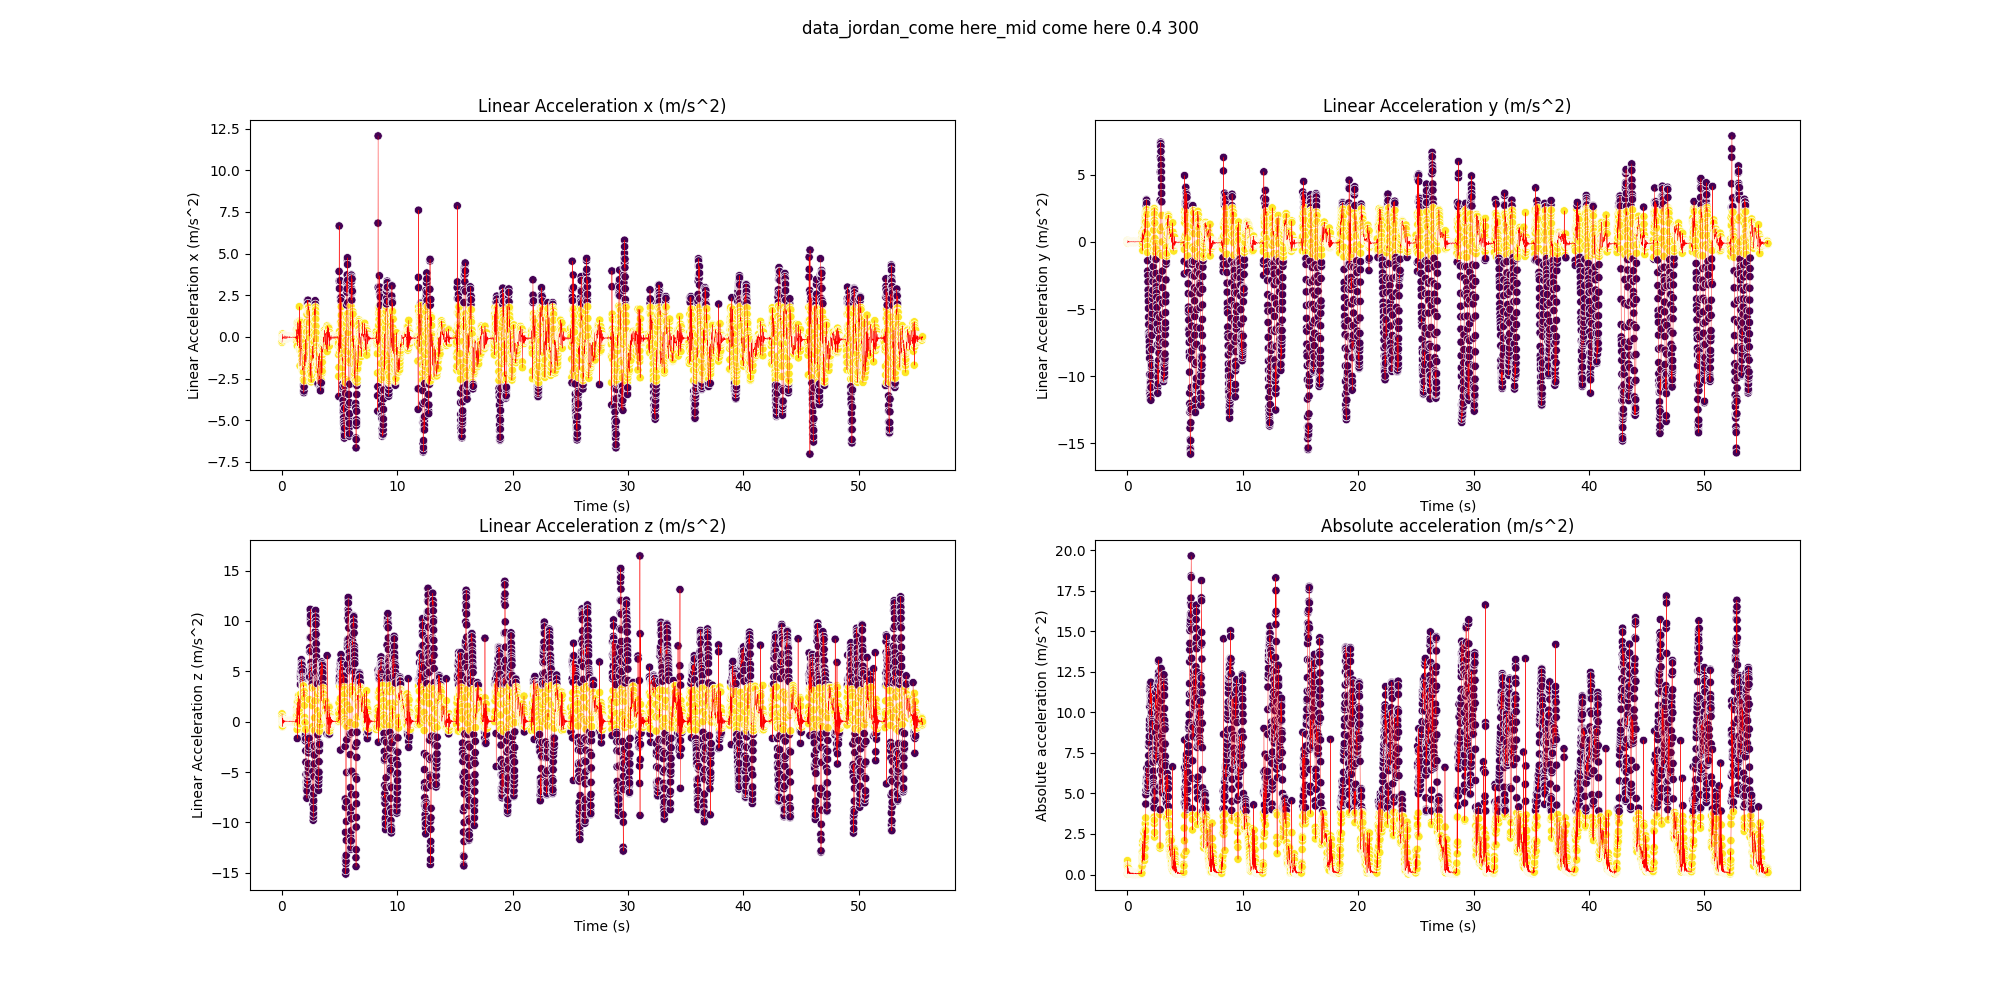 data_jordan_come here_mid come here 0.4 300
Linear Acceleration x (m/s^2)
Linear Acceleration x (m/s^2)
12.5
10.0
7.5
5.0
2.5
0.0
−2.5
−5.0
−7.5
0 10 20 30 40 50
Time (s)
Linear Acceleration y (m/s^2)
Linear Acceleration y (m/s^2)
5
0
−5
−10
−15
0 10 20 30 40 50
Time (s)
Linear Acceleration z (m/s^2)
Linear Acceleration z (m/s^2)
15
10
5
0
−5
−10
−15
0 10 20 30 40 50
Time (s)
Absolute acceleration (m/s^2)
Absolute acceleration (m/s^2)
20.0
17.5
15.0
12.5
10.0
7.5
5.0
2.5
0.0
0 10 20 30 40 50
Time (s)